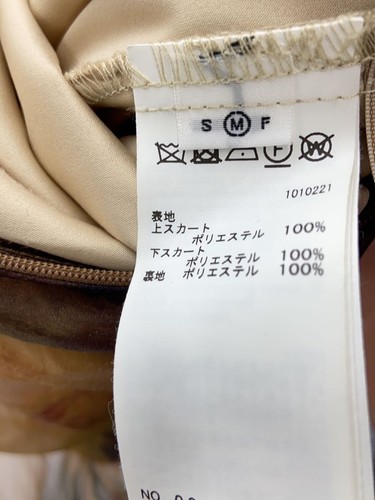 S M F
F W
1010221
表地
上スカート
ポリエステル 100%
下スカート
ポリエステル 100%
裏地 ポリエステル 100%
NO.